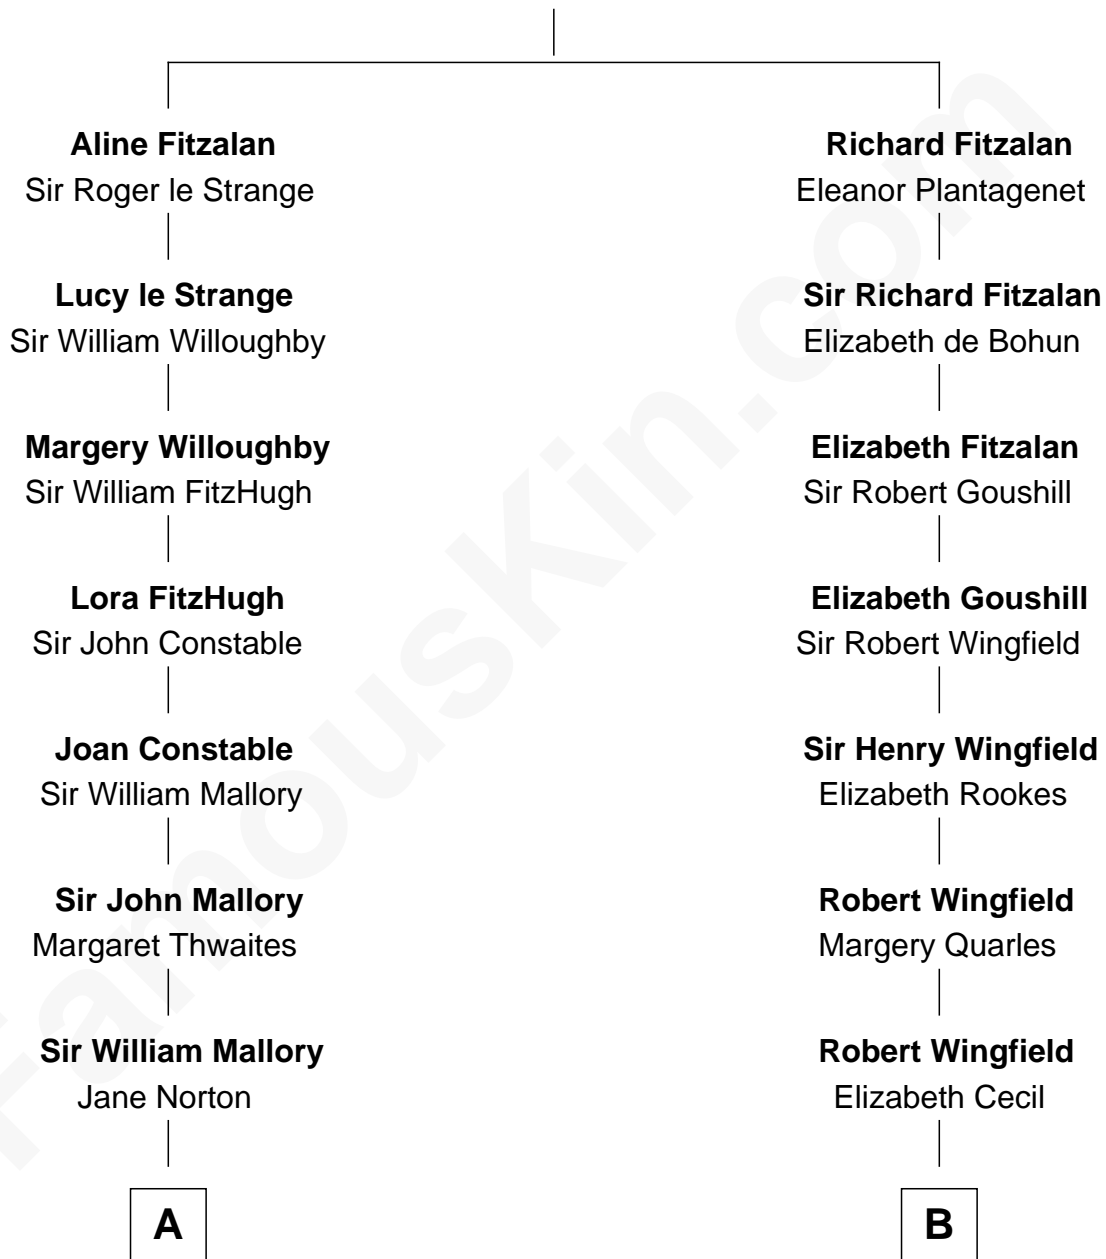 Aline Fitzalan
Sir Roger le Strange
Lucy le Strange
Sir William Willoughby
Margery Willoughby
Sir William FitzHugh
Lora FitzHugh
Sir John Constable
Joan Constable
Sir William Mallory
Sir John Mallory
Margaret Thwaites
Sir William Mallory
Jane Norton
A
Richard Fitzalan
Eleanor Plantagenet
Sir Richard Fitzalan
Elizabeth de Bohun
Elizabeth Fitzalan
Sir Robert Goushill
Elizabeth Goushill
Sir Robert Wingfield
Sir Henry Wingfield
Elizabeth Rookes
Robert Wingfield
Margery Quarles
Robert Wingfield
Elizabeth Cecil
B
FamousKin.com